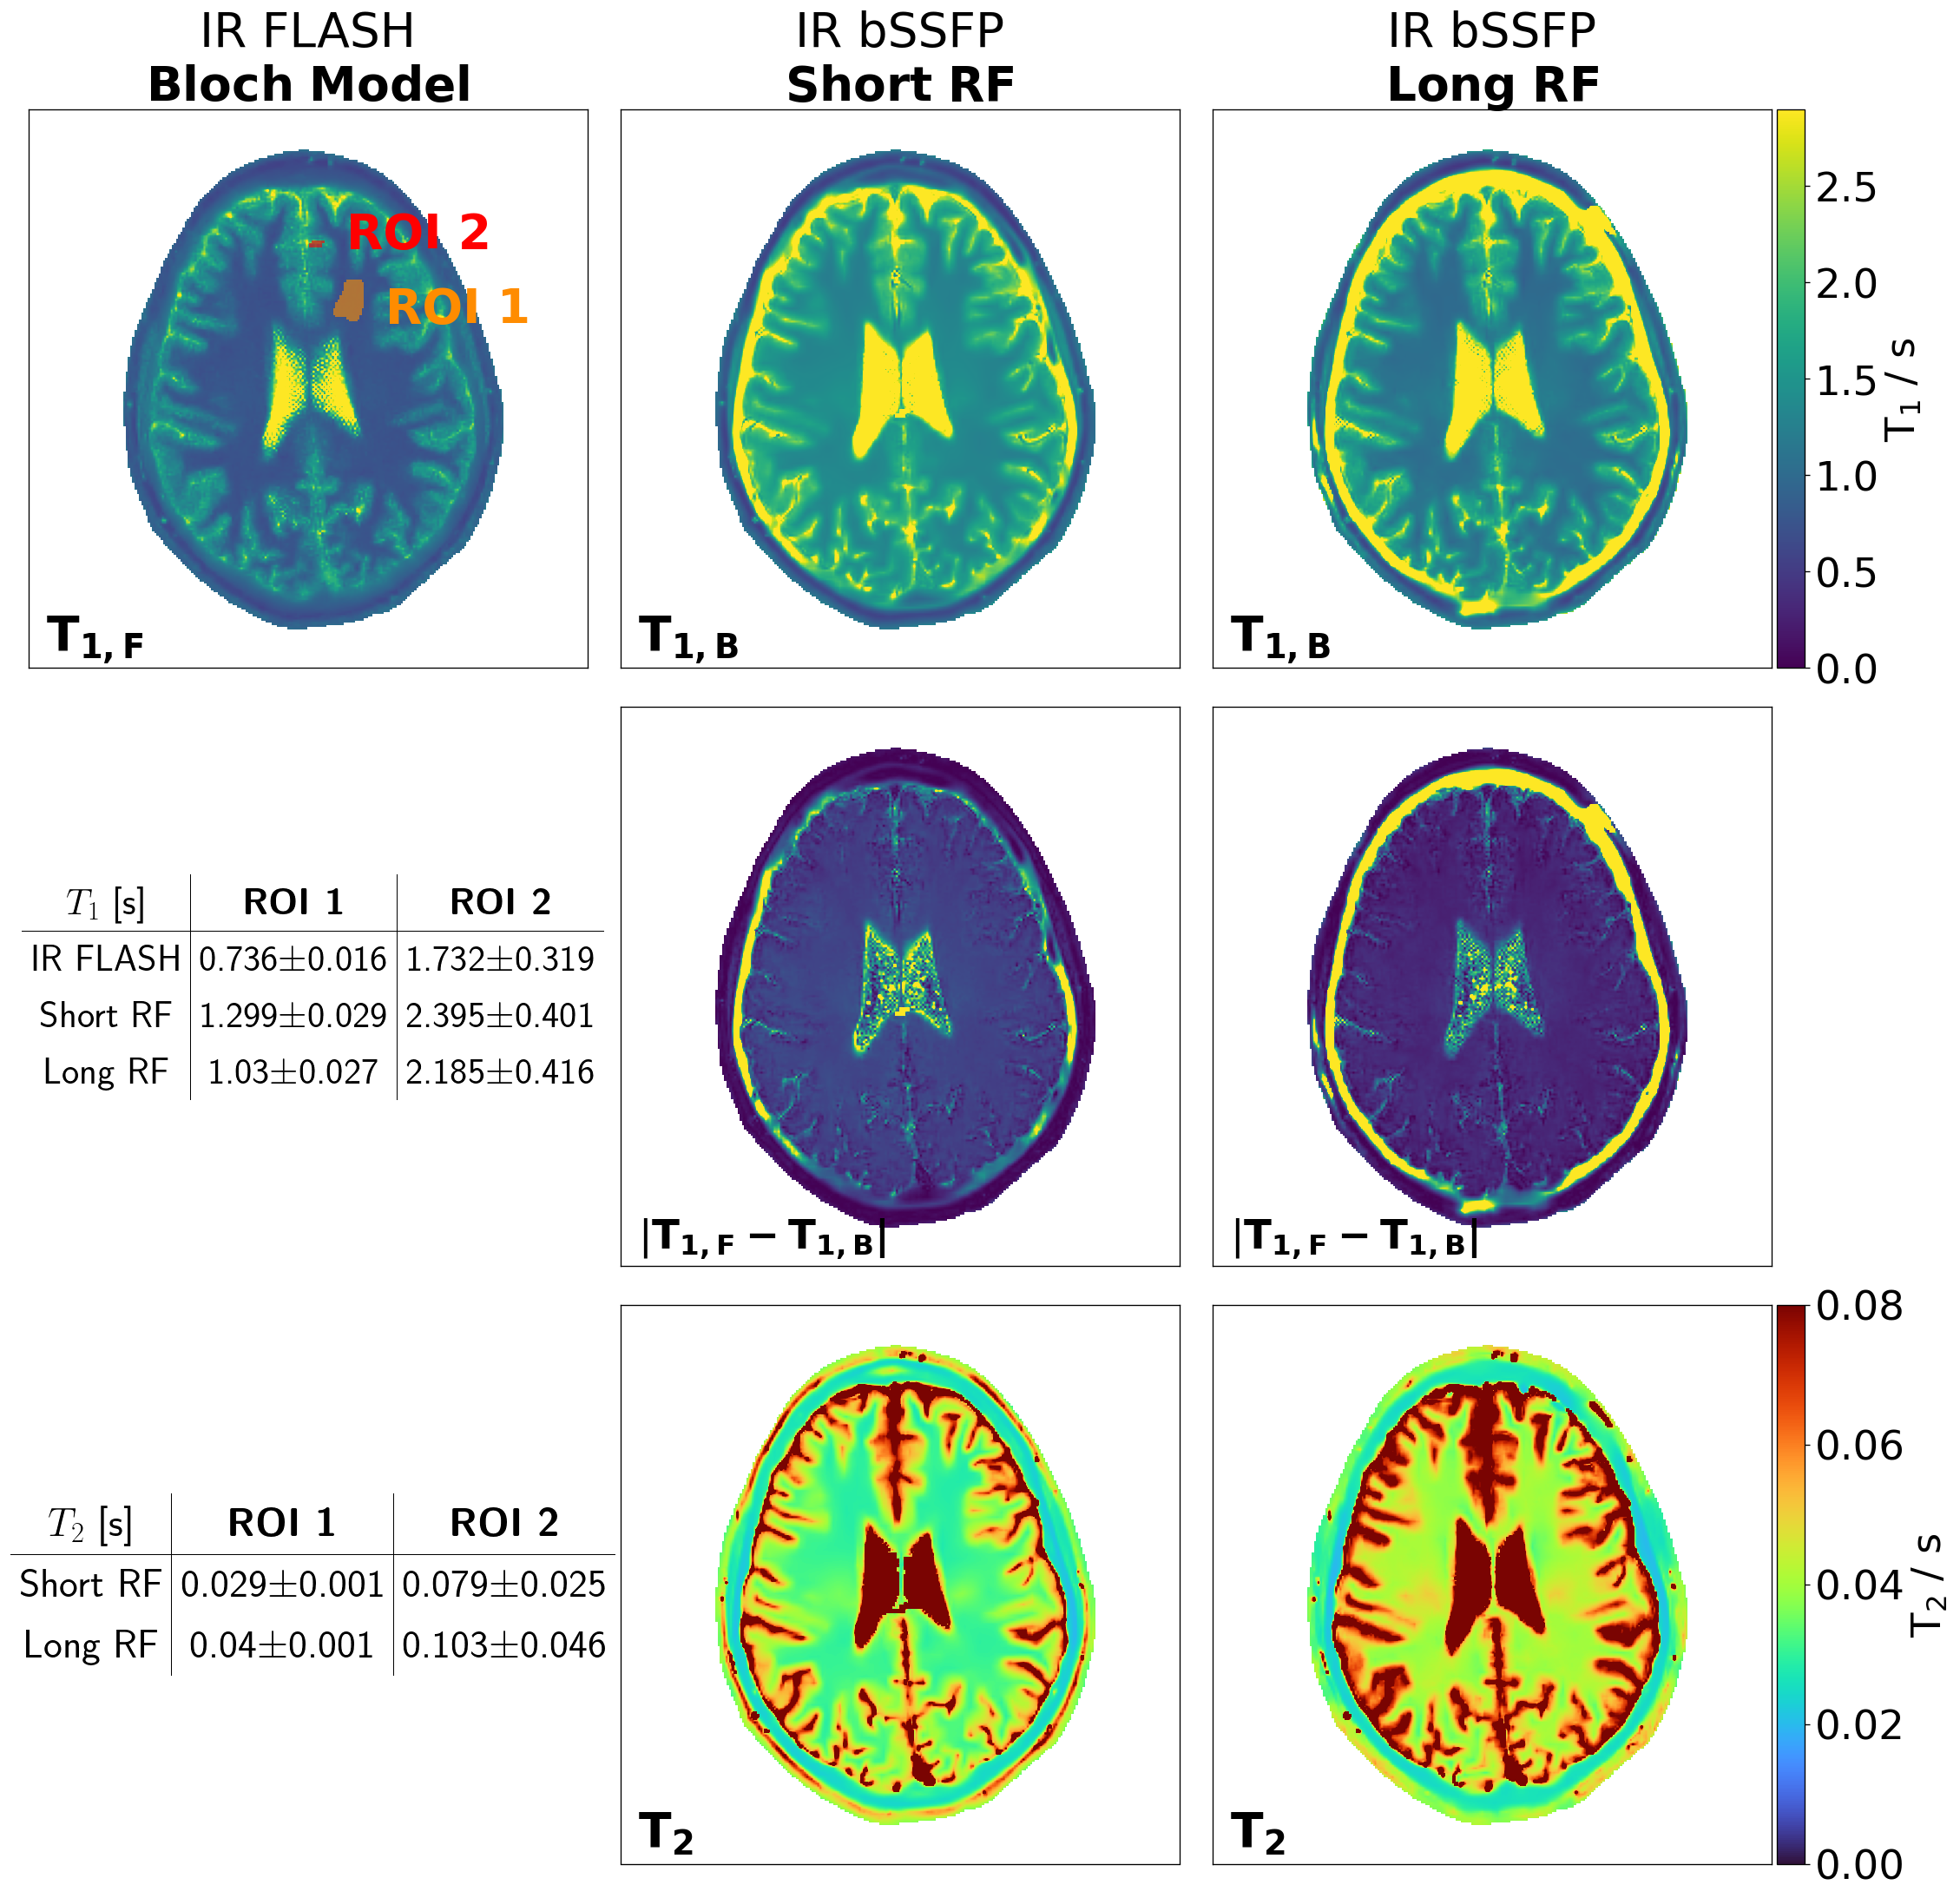 IR FLASH
Bloch Model
IR bSSFP
Short RF
IR bSSFP
Long RF
ROI 2
ROI 1
T1, F
T1, B
T1, B
2.5
2.0
1.5
1.0
0.5
0.0
T1 / s
T1 [s] ROI 1 ROI 2
IR FLASH 0.736±0.016 1.732±0.319
Short RF 1.299±0.029 2.395±0.401
Long RF 1.03±0.027 2.185±0.416
|T1, F − T1, B|
|T1, F − T1, B|
T2 [s] ROI 1 ROI 2
Short RF 0.029±0.001 0.079±0.025
Long RF 0.04±0.001 0.103±0.046
T2
T2
0.08
0.06
0.04
0.02
0.00
T2 / s